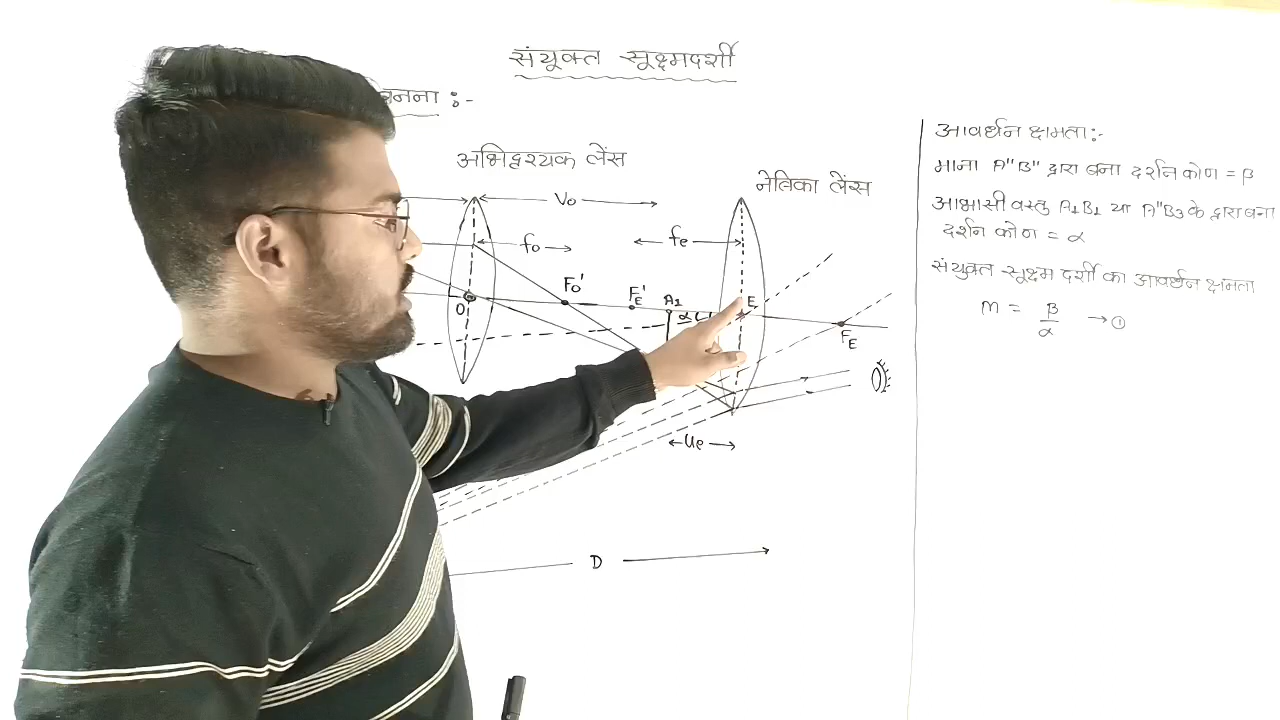 संयूक्त सूक्ष्मदर्शी
बनना :-
अभिदृश्यक लेंस
नेत्रिका लेंस
Vo
fo
fe
Fo'
FE'
A1
E
O
FE
ue
D
आवर्धन क्षमता:-
माना A"B" द्वारा बना दर्शन कोण = β
आभासी वस्तु A1B1 या A"B3 के द्वारा बना
दर्शन कोण = α
संयुक्त सूक्ष्म दर्शी का आवर्धन क्षमता
M = β/α → ①